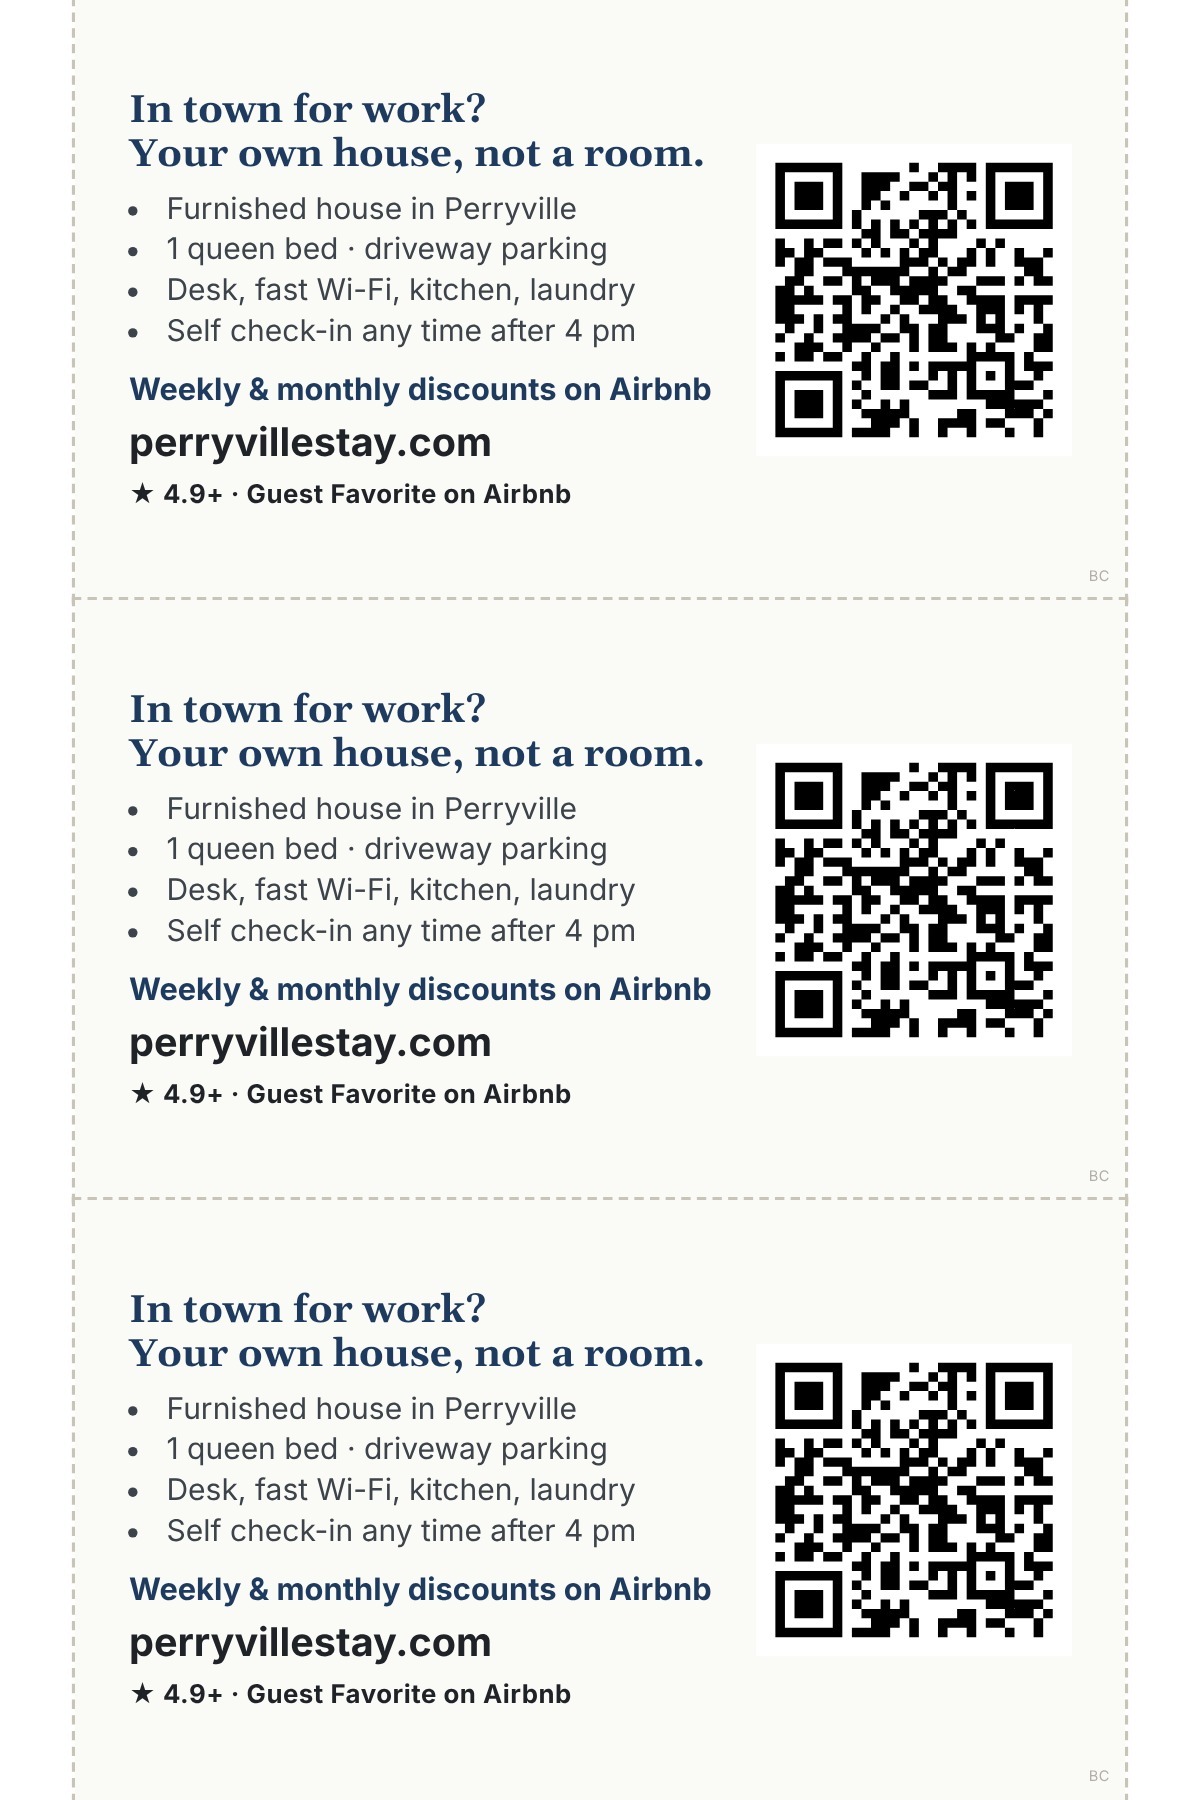 In town for work?
Your own house, not a room.
• Furnished house in Perryville
• 1 queen bed · driveway parking
• Desk, fast Wi-Fi, kitchen, laundry
• Self check-in any time after 4 pm
Weekly & monthly discounts on Airbnb
perryvillestay.com
★ 4.9+ · Guest Favorite on Airbnb
BC
In town for work?
Your own house, not a room.
• Furnished house in Perryville
• 1 queen bed · driveway parking
• Desk, fast Wi-Fi, kitchen, laundry
• Self check-in any time after 4 pm
Weekly & monthly discounts on Airbnb
perryvillestay.com
★ 4.9+ · Guest Favorite on Airbnb
BC
In town for work?
Your own house, not a room.
• Furnished house in Perryville
• 1 queen bed · driveway parking
• Desk, fast Wi-Fi, kitchen, laundry
• Self check-in any time after 4 pm
Weekly & monthly discounts on Airbnb
perryvillestay.com
★ 4.9+ · Guest Favorite on Airbnb
BC